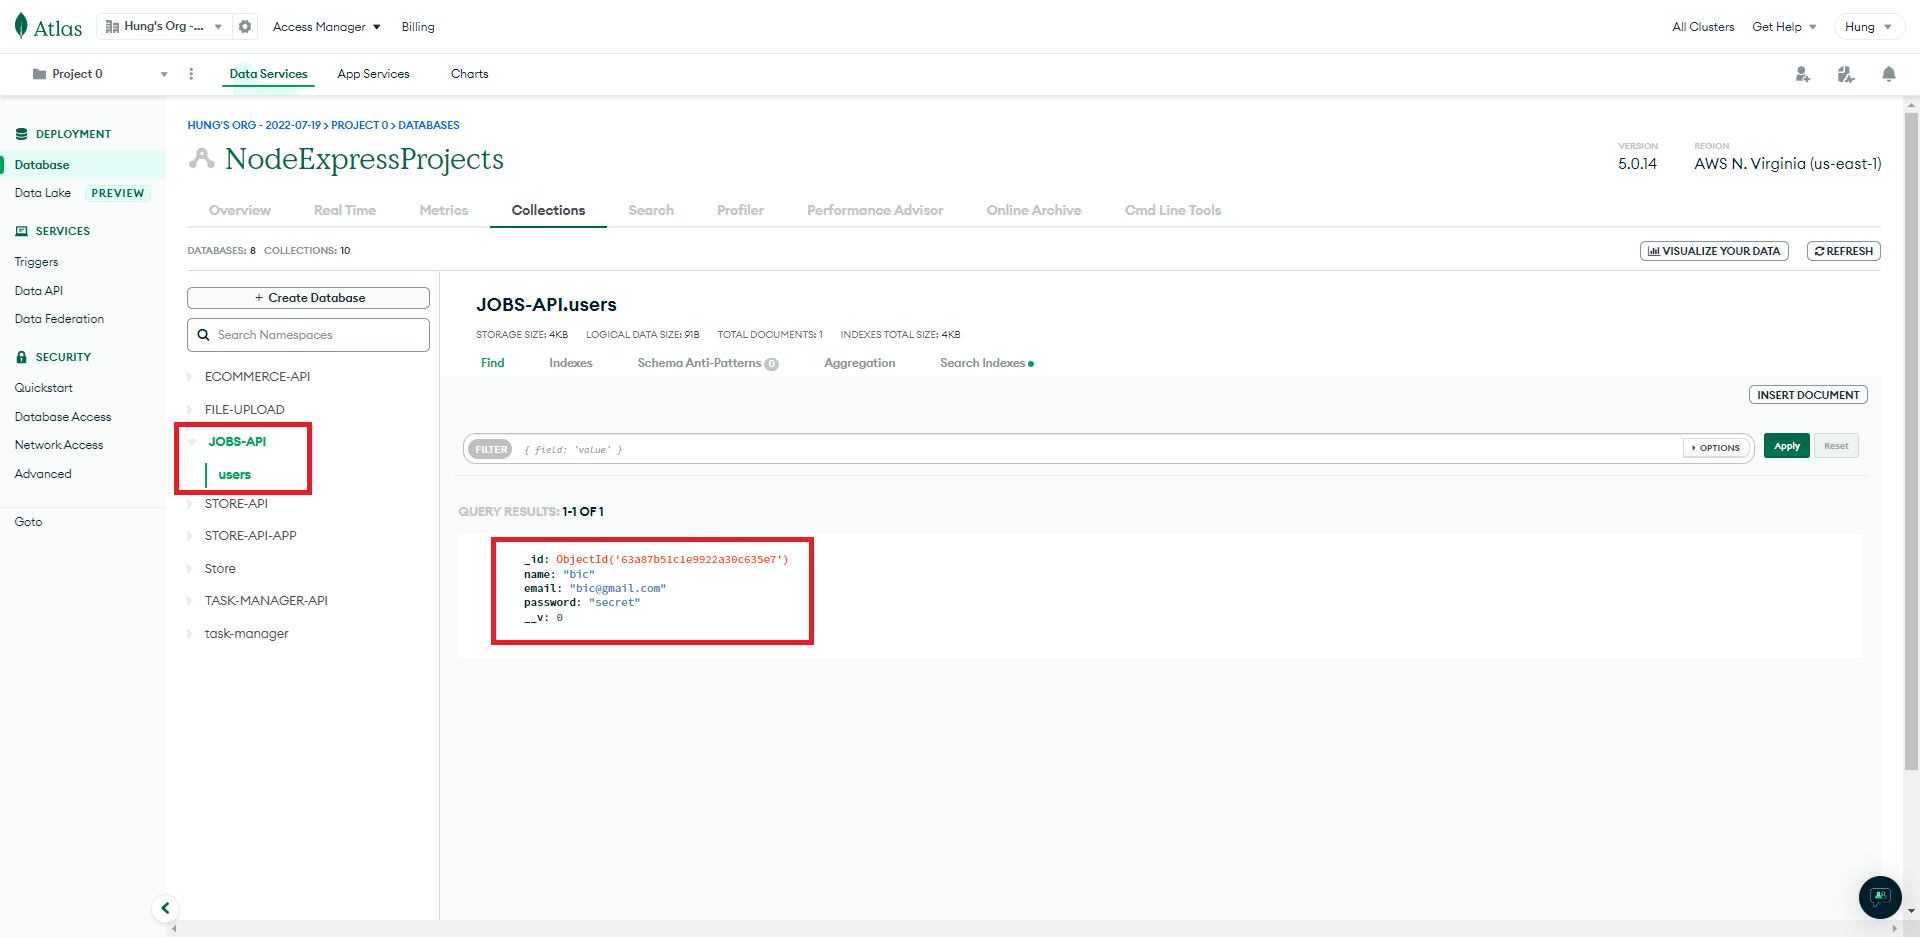 Atlas
Hung's Org -...
Access Manager
Billing
All Clusters
Get Help
Hung
Project 0
Data Services
App Services
Charts
DEPLOYMENT
Database
Data Lake PREVIEW
SERVICES
Triggers
Data API
Data Federation
SECURITY
Quickstart
Database Access
Network Access
Advanced
Goto
HUNG'S ORG - 2022-07-19 > PROJECT 0 > DATABASES
NodeExpressProjects
VERSION
5.0.14
REGION
AWS N. Virginia (us-east-1)
Overview
Real Time
Metrics
Collections
Search
Profiler
Performance Advisor
Online Archive
Cmd Line Tools
DATABASES: 8 COLLECTIONS: 10
VISUALIZE YOUR DATA
REFRESH
+ Create Database
Search Namespaces
ECOMMERCE-API
FILE-UPLOAD
JOBS-API
users
STORE-API
STORE-API-APP
Store
TASK-MANAGER-API
task-manager
JOBS-API.users
STORAGE SIZE: 4KB LOGICAL DATA SIZE: 91B TOTAL DOCUMENTS: 1 INDEXES TOTAL SIZE: 4KB
Find
Indexes
Schema Anti-Patterns 0
Aggregation
Search Indexes
INSERT DOCUMENT
FILTER { field: 'value' }
OPTIONS
Apply
Reset
QUERY RESULTS: 1-1 OF 1
_id: ObjectId('63a87b51c1e9922a30c635e7')
name: "bic"
email: "bic@gmail.com"
password: "secret"
__v: 0